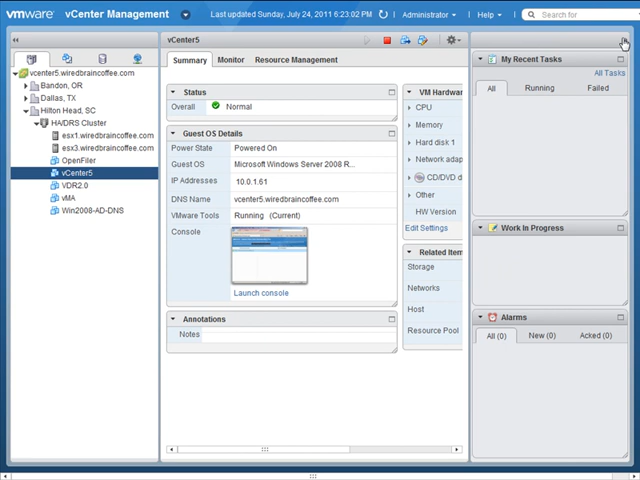 vmware vCenter Management Last updated Sunday, July 24, 2011 6:23:02 PM Administrator Help Search for
vCenter5
Summary Monitor Resource Management
vcenter5.wiredbraincoffee.com
Bandon, OR
Dallas, TX
Hilton Head, SC
HA/DRS Cluster
esx1.wiredbraincoffee.com
esx3.wiredbraincoffee.com
OpenFiler
vCenter5
VDR2.0
vMA
Win2008-AD-DNS
Status
Overall Normal
Guest OS Details
Power State Powered On
Guest OS Microsoft Windows Server 2008 R...
IP Addresses 10.0.1.61
DNS Name vcenter5.wiredbraincoffee.com
VMware Tools Running (Current)
Console
Launch console
Annotations
Notes
VM Hardware
CPU
Memory
Hard disk 1
Network adap
CD/DVD d
Other
HW Version
Edit Settings
Related Item
Storage
Networks
Host
Resource Pool
My Recent Tasks
All Tasks
All Running Failed
Work In Progress
Alarms
All (0) New (0) Acked (0)